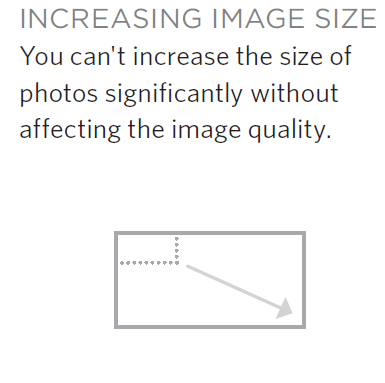 INCREASING IMAGE SIZE
You can't increase the size of
photos significantly without
affecting the image quality.